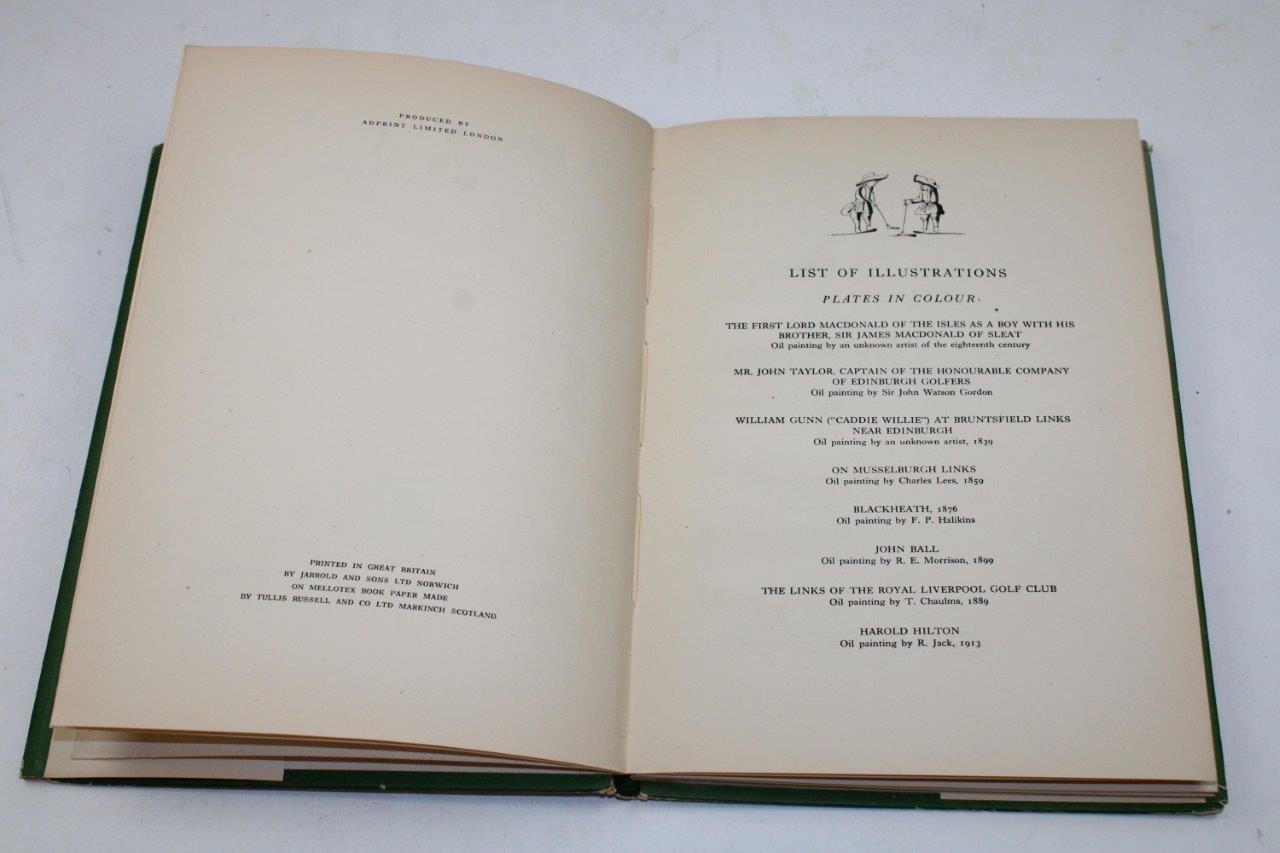 PRODUCED BY
ADPRINT LIMITED LONDON
PRINTED IN GREAT BRITAIN
BY JARROLD AND SONS LTD NORWICH
ON MELLOTEX BOOK PAPER MADE
BY TULLIS RUSSELL AND CO LTD MARKINCH SCOTLAND
LIST OF ILLUSTRATIONS
PLATES IN COLOUR
THE FIRST LORD MACDONALD OF THE ISLES AS A BOY WITH HIS
BROTHER, SIR JAMES MACDONALD OF SLEAT
Oil painting by an unknown artist of the eighteenth century
MR. JOHN TAYLOR, CAPTAIN OF THE HONOURABLE COMPANY
OF EDINBURGH GOLFERS
Oil painting by Sir John Watson Gordon
WILLIAM GUNN ("CADDIE WILLIE") AT BRUNTSFIELD LINKS
NEAR EDINBURGH
Oil painting by an unknown artist, 1839
ON MUSSELBURGH LINKS
Oil painting by Charles Lees, 1859
BLACKHEATH, 1876
Oil painting by F. P. Halikins
JOHN BALL
Oil painting by R. E. Morrison, 1899
THE LINKS OF THE ROYAL LIVERPOOL GOLF CLUB
Oil painting by T. Chaulms, 1889
HAROLD HILTON
Oil painting by R. Jack, 1913